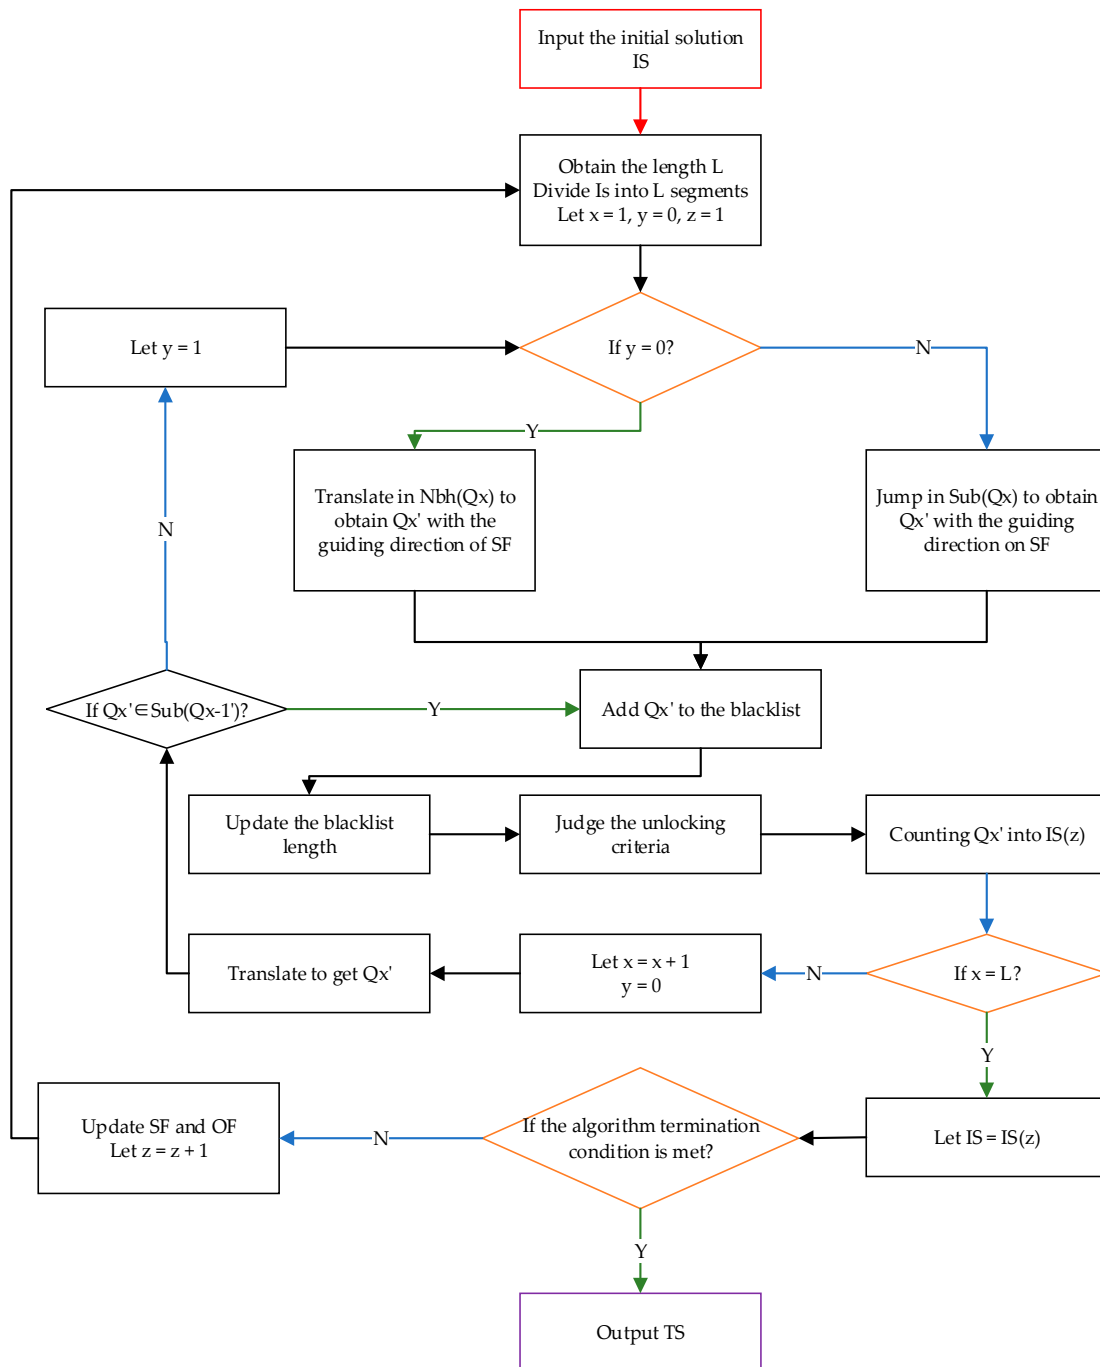 Input the initial solution
IS
Obtain the length L
Divide Is into L segments
Let x = 1, y = 0, z = 1
Let y = 1
If y = 0?
N
Y
Translate in Nbh(Qx) to
obtain Qx' with the
guiding direction of SF
Jump in Sub(Qx) to obtain
Qx' with the guiding
direction on SF
N
If Qx'∈Sub(Qx-1')?
Y
Add Qx' to the blacklist
Update the blacklist
length
Judge the unlocking
criteria
Counting Qx' into IS(z)
Translate to get Qx'
Let x = x + 1
y = 0
N
If x = L?
Y
Update SF and OF
Let z = z + 1
N
If the algorithm termination
condition is met?
Let IS = IS(z)
Y
Output TS